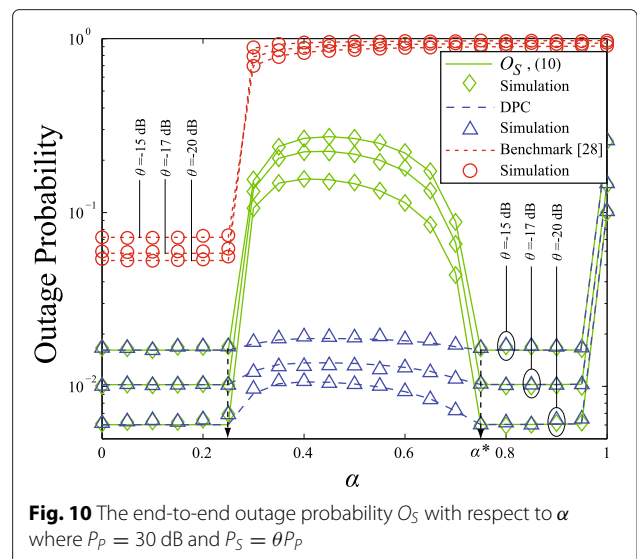 10^0
10^-1
10^-2
Outage Probability
θ=-15 dB
θ=-17 dB
θ=-20 dB
O_S , (10)
Simulation
DPC
Simulation
Benchmark [28]
Simulation
θ=-15 dB
θ=-17 dB
θ=-20 dB
0 0.2 0.4 0.6 α* 0.8 1
α
Fig. 10 The end-to-end outage probability O_S with respect to α
where P_P = 30 dB and P_S = θP_P